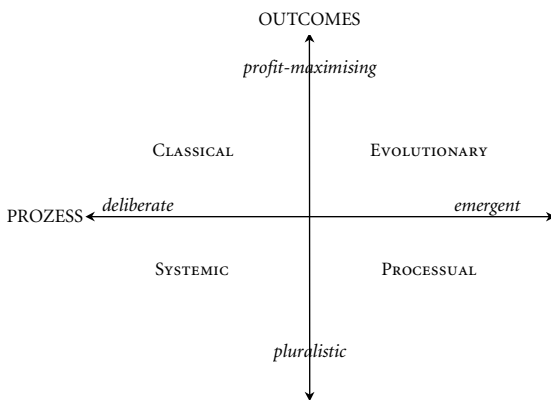 OUTCOMES
profit-maximising
Classical Evolutionary
PROZESS deliberate emergent
Systemic Processual
pluralistic